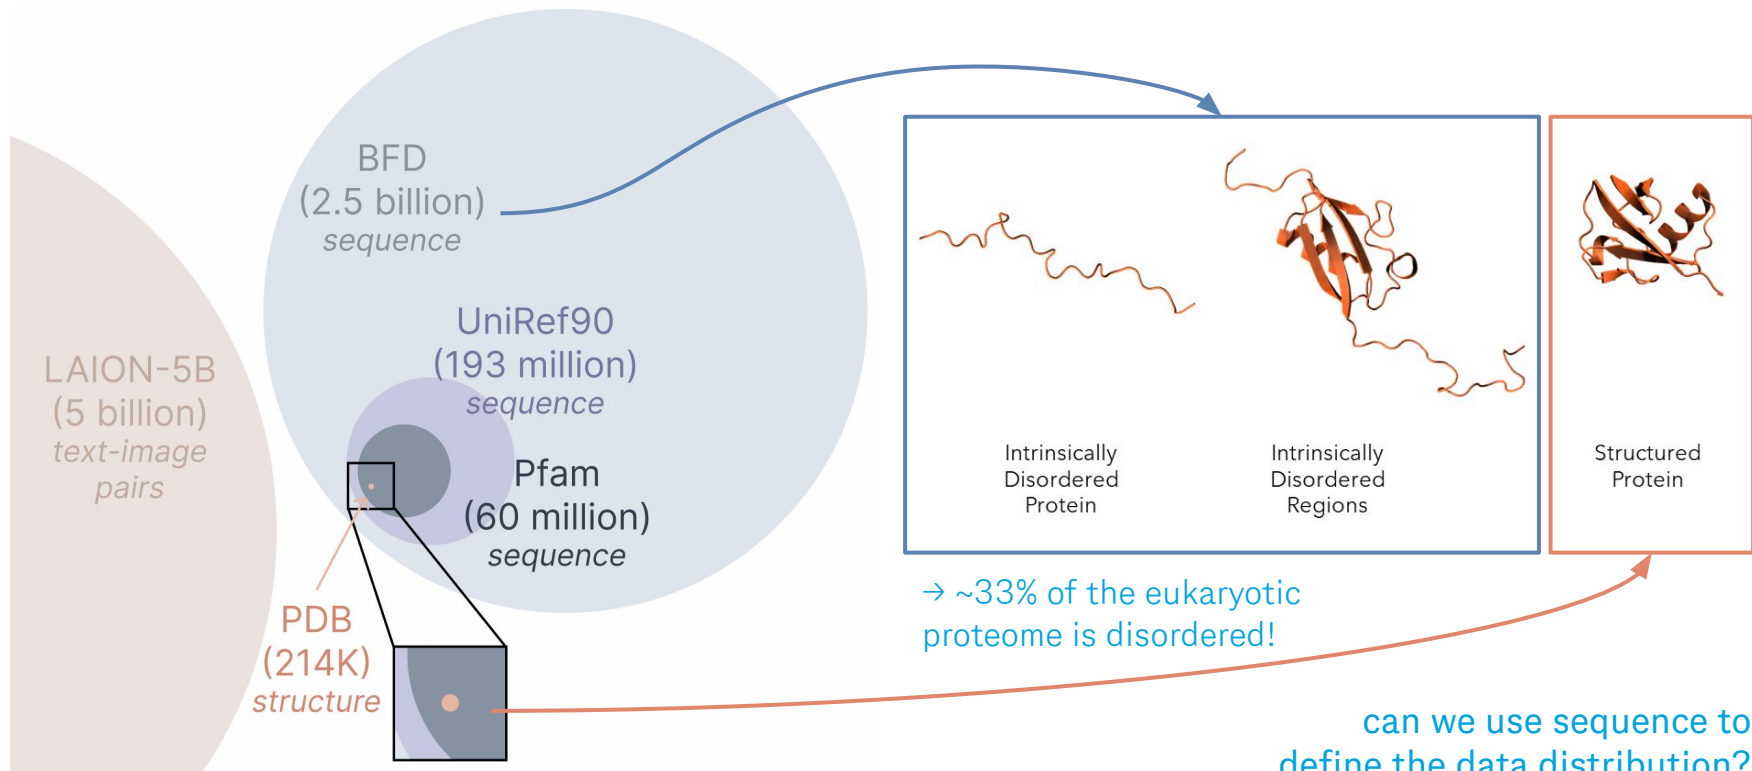 BFD
(2.5 billion)
sequence
UniRef90
(193 million)
sequence
LAION-5B
(5 billion)
text-image
pairs
Pfam
(60 million)
sequence
PDB
(214K)
structure
Intrinsically
Disordered
Protein
Intrinsically
Disordered
Regions
Structured
Protein
→ ~33% of the eukaryotic
proteome is disordered!
can we use sequence to
define the data distribution?